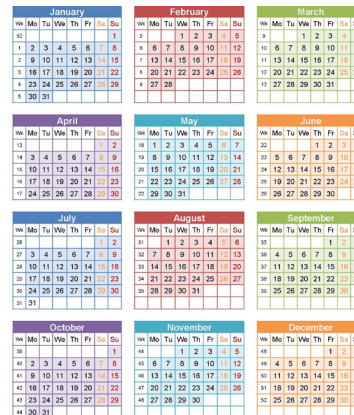 January
Wk Mo Tu We Th Fr Sa Su
52 1
1 2 3 4 5 6 7 8
2 9 10 11 12 13 14 15
3 16 17 18 19 20 21 22
4 23 24 25 26 27 28 29
5 30 31
February
Wk Mo Tu We Th Fr Sa Su
5 1 2 3 4 5
6 6 7 8 9 10 11 12
7 13 14 15 16 17 18 19
8 20 21 22 23 24 25 26
9 27 28
March
Wk Mo Tu We Th Fr Sa
9 1 2 3 4
10 6 7 8 9 10 11
11 13 14 15 16 17 18
12 20 21 22 23 24 25
13 27 28 29 30 31
April
Wk Mo Tu We Th Fr Sa Su
13 1 2
14 3 4 5 6 7 8 9
15 10 11 12 13 14 15 16
16 17 18 19 20 21 22 23
17 24 25 26 27 28 29 30
May
Wk Mo Tu We Th Fr Sa Su
18 1 2 3 4 5 6 7
19 8 9 10 11 12 13 14
20 15 16 17 18 19 20 21
21 22 23 24 25 26 27 28
22 29 30 31
June
Wk Mo Tu We Th Fr Sa
22 1 2 3
23 5 6 7 8 9 10
24 12 13 14 15 16 17
25 19 20 21 22 23 24
26 26 27 28 29 30
July
Wk Mo Tu We Th Fr Sa Su
26 1 2
27 3 4 5 6 7 8 9
28 10 11 12 13 14 15 16
29 17 18 19 20 21 22 23
30 24 25 26 27 28 29 30
31 31
August
Wk Mo Tu We Th Fr Sa Su
31 1 2 3 4 5 6
32 7 8 9 10 11 12 13
33 14 15 16 17 18 19 20
34 21 22 23 24 25 26 27
35 28 29 30 31
September
Wk Mo Tu We Th Fr Sa
35 1 2
36 4 5 6 7 8 9
37 11 12 13 14 15 16
38 18 19 20 21 22 23
39 25 26 27 28 29 30
October
Wk Mo Tu We Th Fr Sa Su
39 1
40 2 3 4 5 6 7 8
41 9 10 11 12 13 14 15
42 16 17 18 19 20 21 22
43 23 24 25 26 27 28 29
44 30 31
November
Wk Mo Tu We Th Fr Sa Su
44 1 2 3 4 5
45 6 7 8 9 10 11 12
46 13 14 15 16 17 18 19
47 20 21 22 23 24 25 26
48 27 28 29 30
December
Wk Mo Tu We Th Fr Sa
48 1 2
49 4 5 6 7 8 9
50 11 12 13 14 15 16
51 18 19 20 21 22 23
52 25 26 27 28 29 30